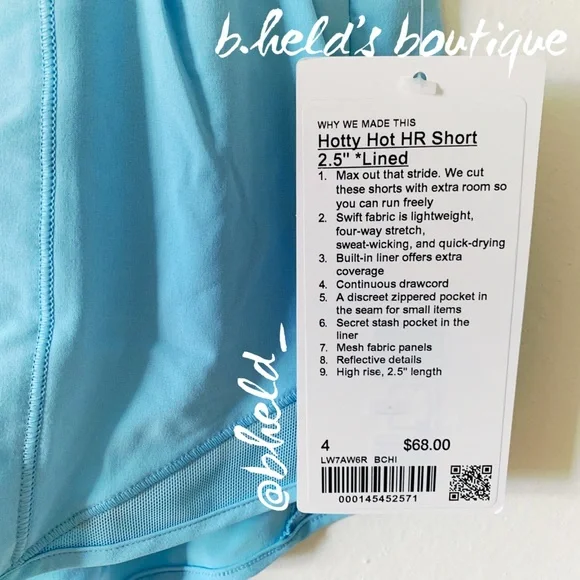 b.held's boutique
WHY WE MADE THIS
Hotty Hot HR Short
2.5" *Lined
1. Max out that stride. We cut
these shorts with extra room so
you can run freely
2. Swift fabric is lightweight,
four-way stretch,
sweat-wicking, and quick-drying
3. Built-in liner offers extra
coverage
4. Continuous drawcord
5. A discreet zippered pocket in
the seam for small items
6. Secret stash pocket in the
liner
7. Mesh fabric panels
8. Reflective details
9. High rise, 2.5" length
4 $68.00
LW7AW6R BCHI
000145452571
@bheld_